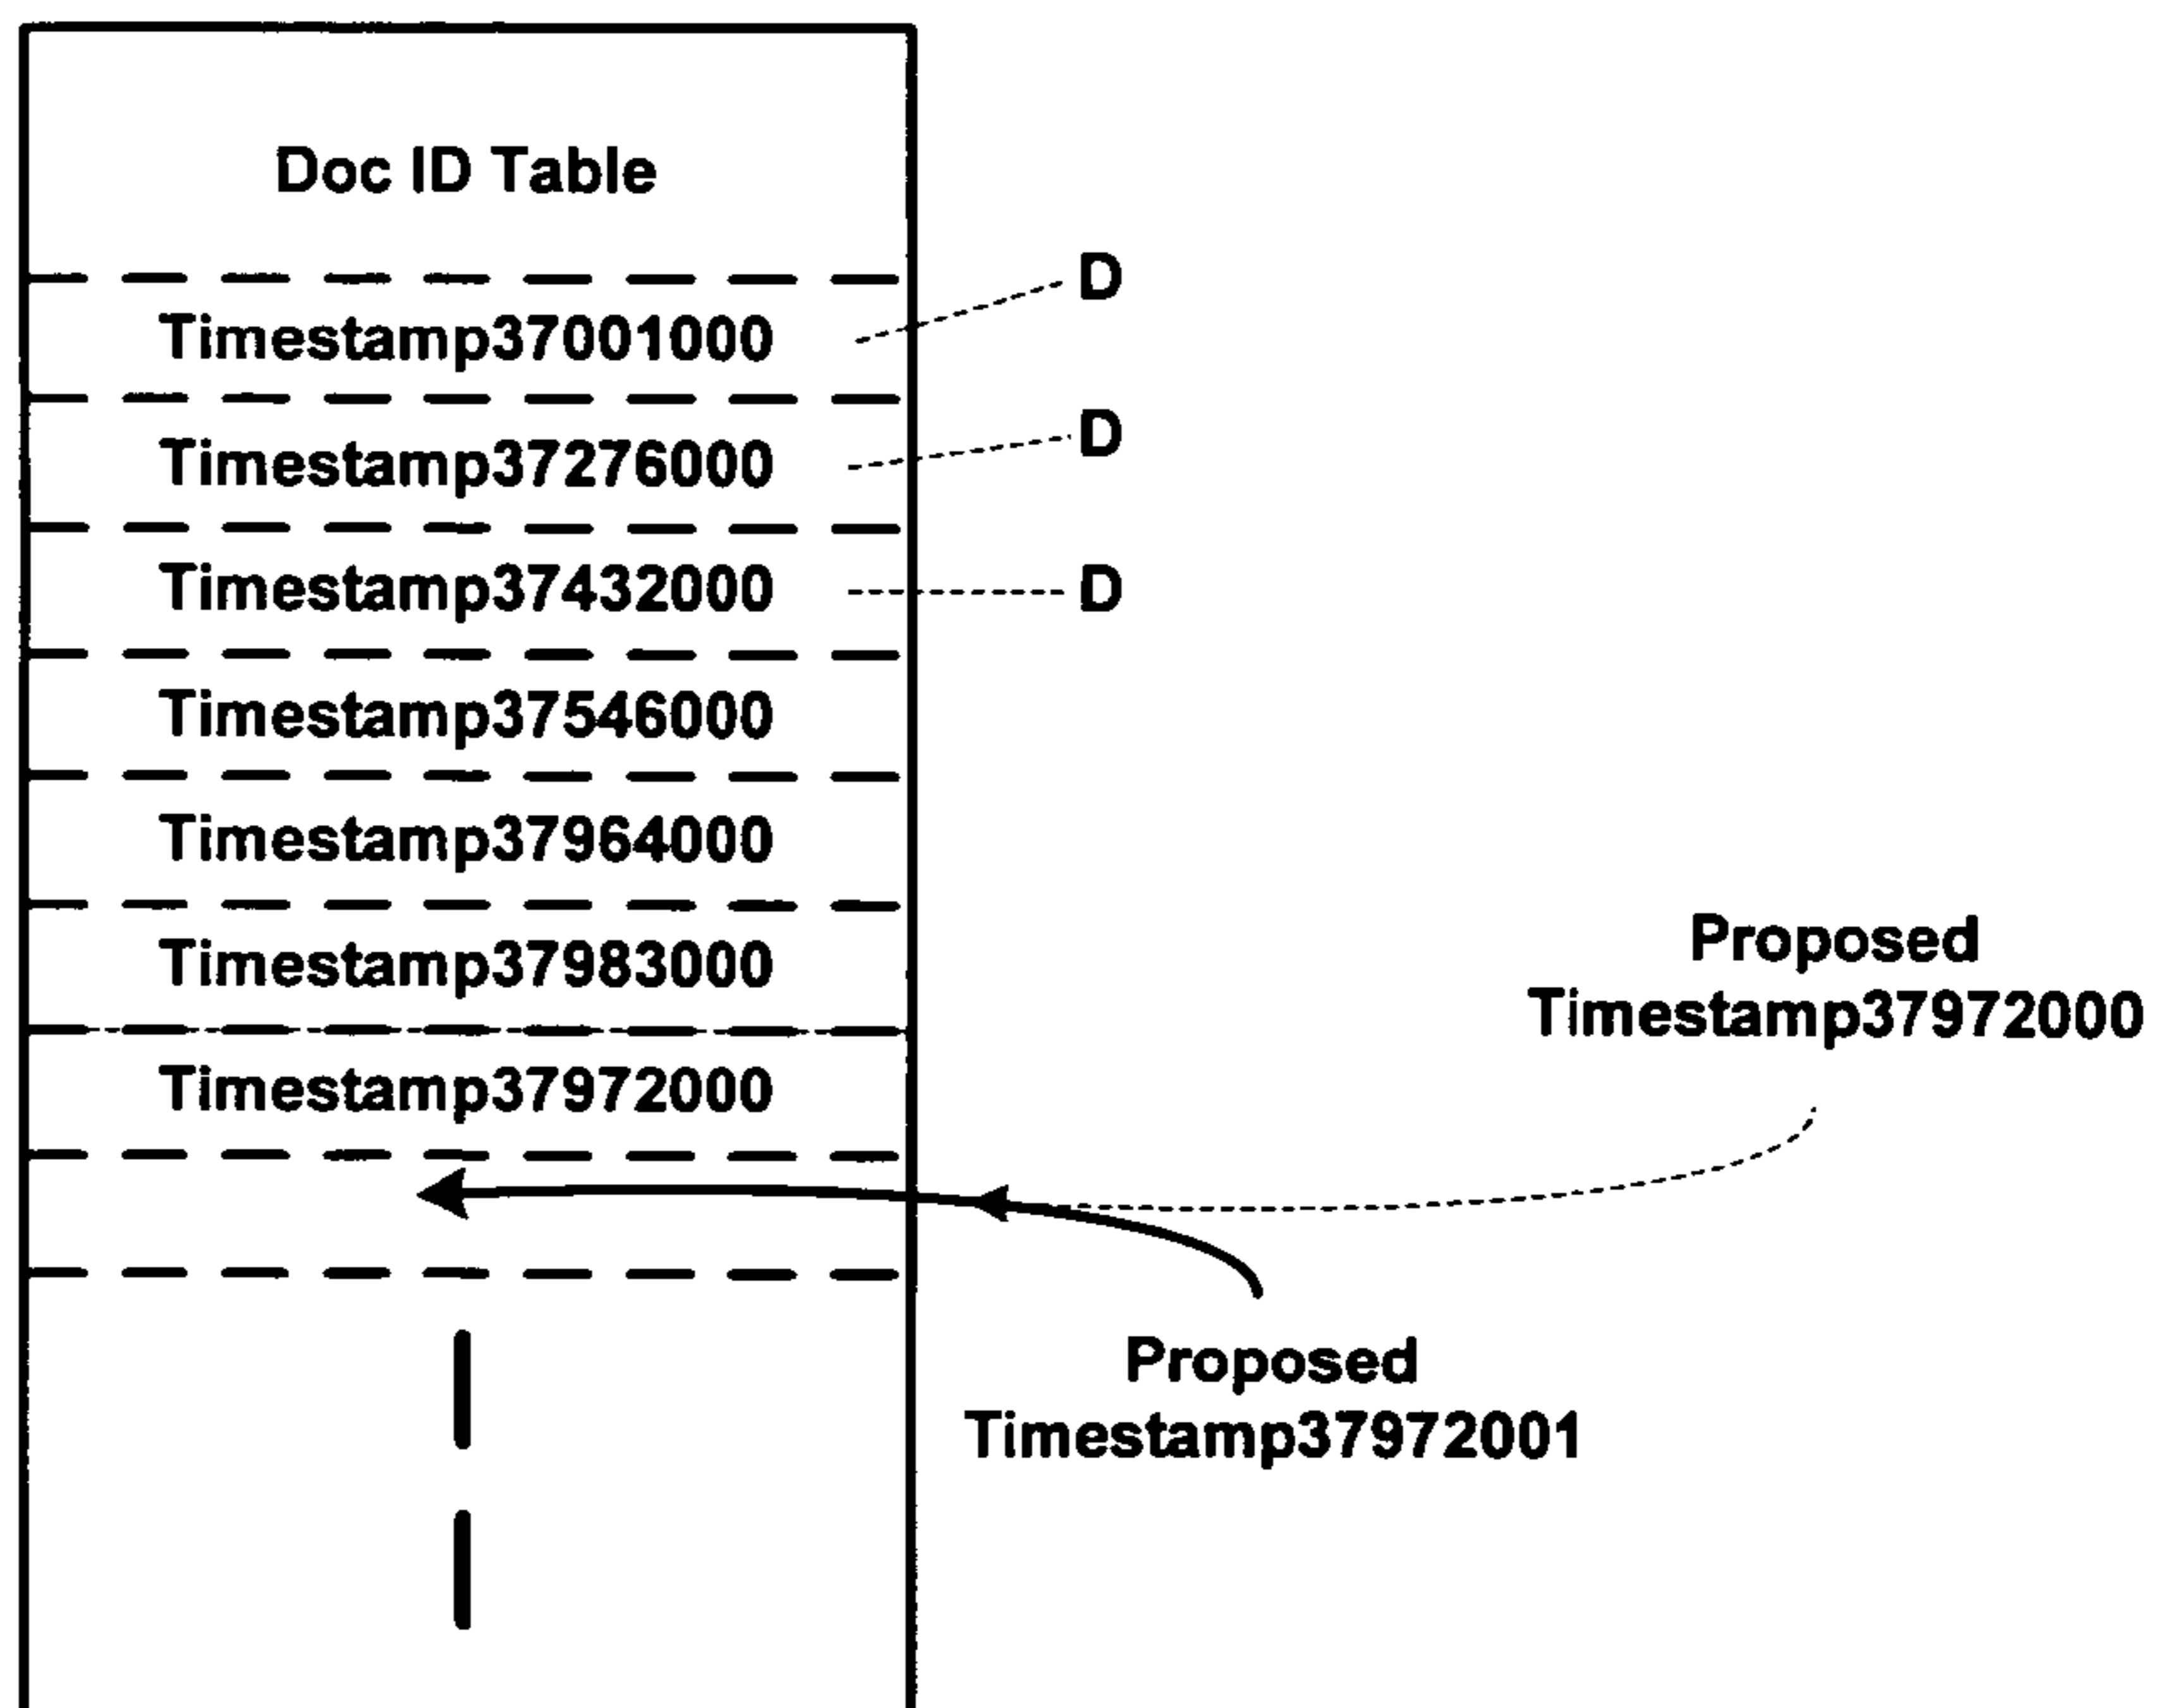 Doc ID Table
D
Timestamp37001000
D
Timestamp37276000
Timestamp37432000
D
Timestamp37546000
Timestamp37964000
Timestamp37983000
Proposed
Timestamp37972000
Timestamp37972000
Proposed
Timestamp37972001